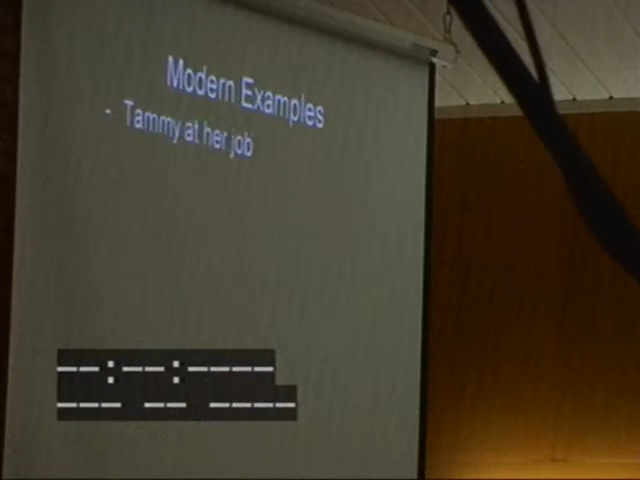 Modern Examples
- Tammy at her job
--:--:----
--- -- ----